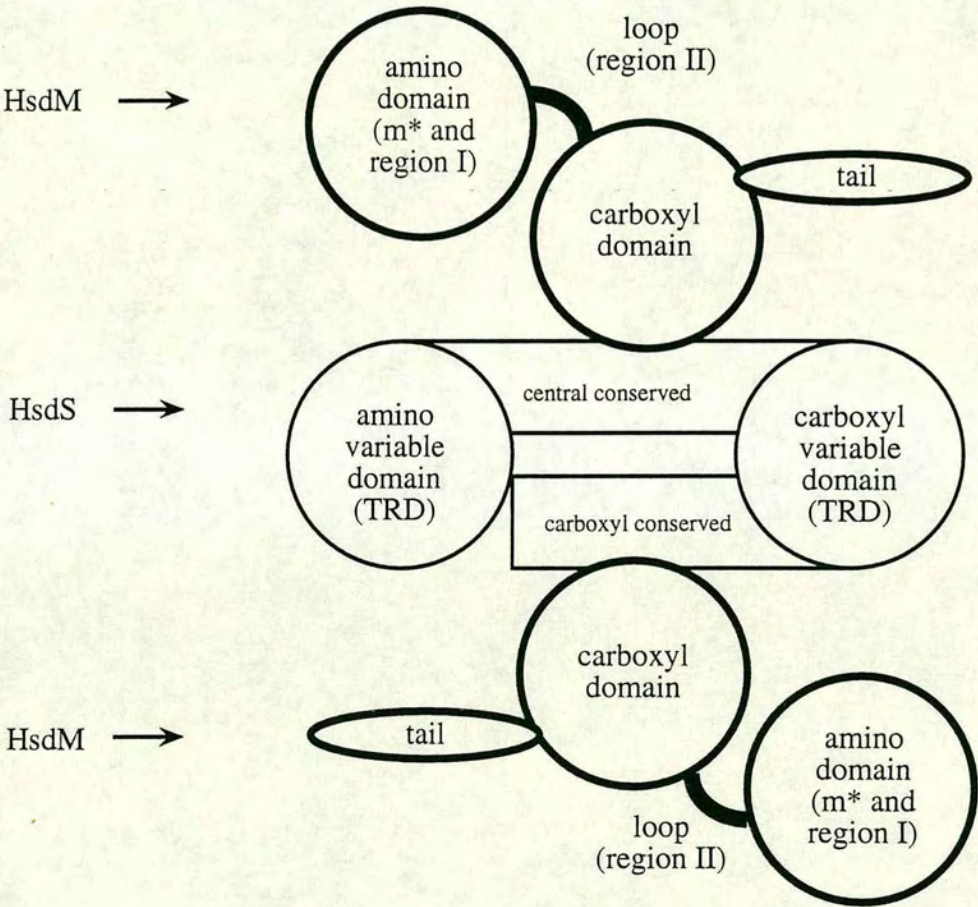 HsdM
amino
domain
(m* and
region I)
loop
(region II)
carboxyl
domain
tail
HsdS
amino
variable
domain
(TRD)
central conserved
carboxyl conserved
carboxyl
variable
domain
(TRD)
HsdM
tail
carboxyl
domain
loop
(region II)
amino
domain
(m* and
region I)